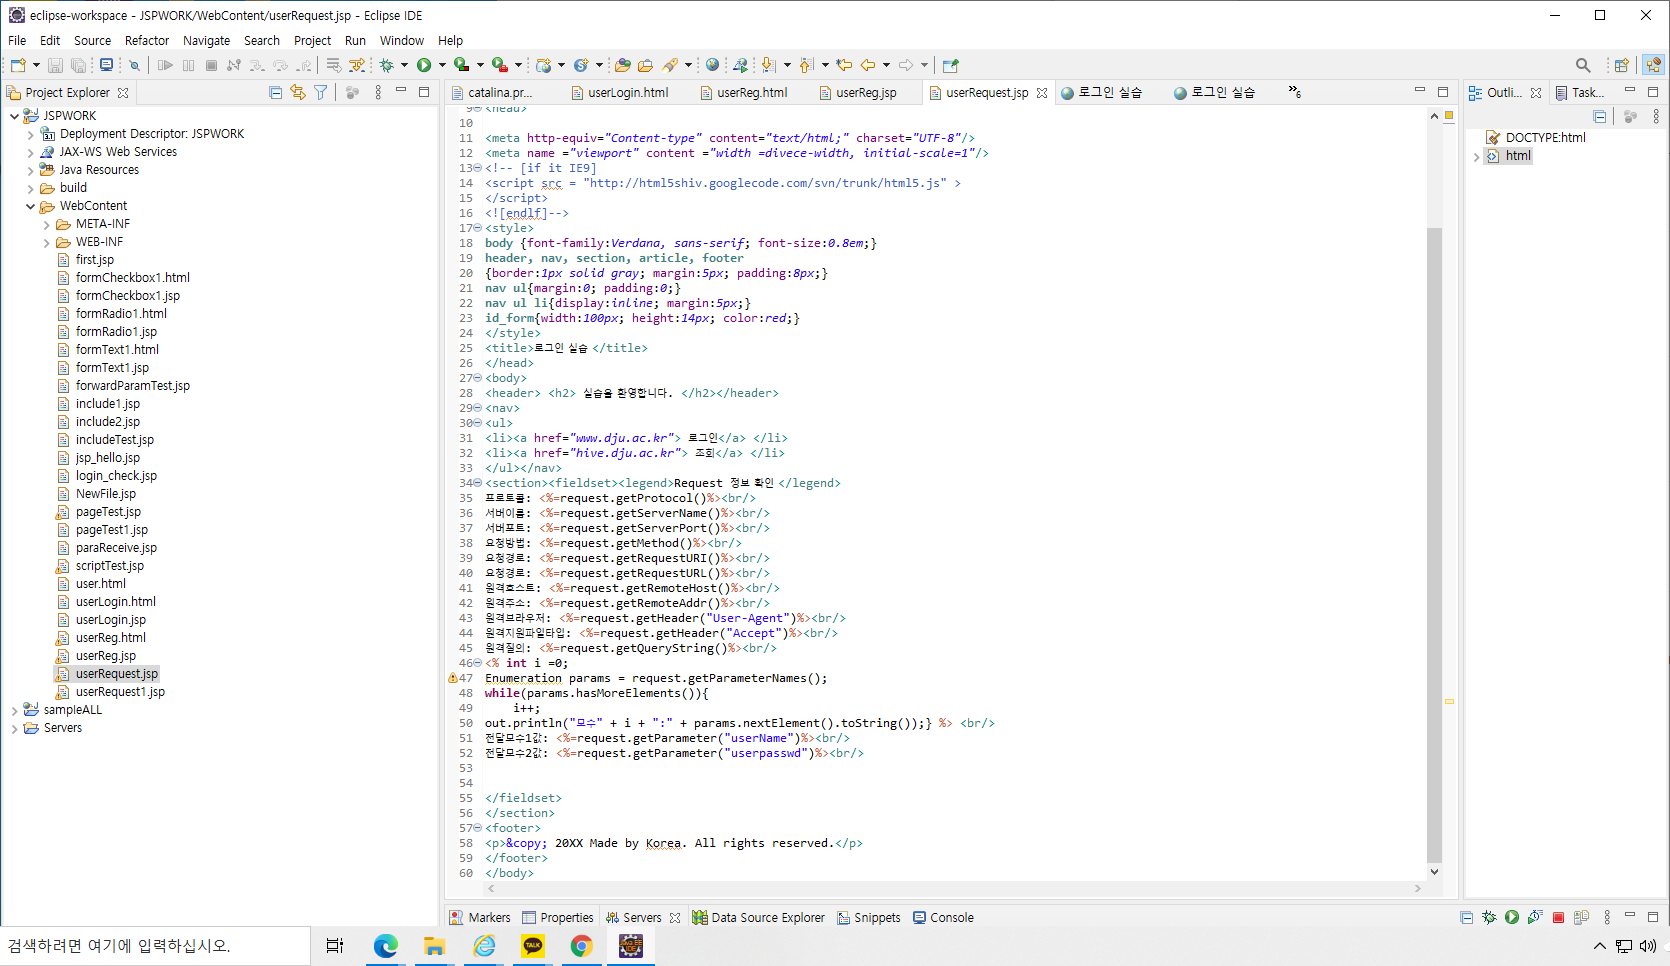 eclipse-workspace - JSPWORK/WebContent/userRequest.jsp - Eclipse IDE
File Edit Source Refactor Navigate Search Project Run Window Help
Project Explorer
JSPWORK
Deployment Descriptor: JSPWORK
JAX-WS Web Services
Java Resources
build
WebContent
META-INF
WEB-INF
first.jsp
formCheckbox1.html
formCheckbox1.jsp
formRadio1.html
formRadio1.jsp
formText1.html
formText1.jsp
forwardParamTest.jsp
include1.jsp
include2.jsp
includeTest.jsp
jsp_hello.jsp
login_check.jsp
NewFile.jsp
pageTest.jsp
pageTest1.jsp
paraReceive.jsp
scriptTest.jsp
user.html
userLogin.html
userLogin.jsp
userReg.html
userReg.jsp
userRequest.jsp
userRequest1.jsp
sampleALL
Servers
catalina.pr... userLogin.html userReg.html userReg.jsp userRequest.jsp 로그인 실습 로그인 실습 »6
9 <head>
10
11 <meta http-equiv="Content-type" content="text/html;" charset="UTF-8"/>
12 <meta name ="viewport" content ="width =divece-width, initial-scale=1"/>
13 <!-- [if it IE9]
14 <script src = "http://html5shiv.googlecode.com/svn/trunk/html5.js" >
15 </script>
16 <![endlf]-->
17 <style>
18 body {font-family:Verdana, sans-serif; font-size:0.8em;}
19 header, nav, section, article, footer
20 {border:1px solid gray; margin:5px; padding:8px;}
21 nav ul{margin:0; padding:0;}
22 nav ul li{display:inline; margin:5px;}
23 id_form{width:100px; height:14px; color:red;}
24 </style>
25 <title>로그인 실습 </title>
26 </head>
27 <body>
28 <header> <h2> 실습을 환영합니다. </h2></header>
29 <nav>
30 <ul>
31 <li><a href="www.dju.ac.kr"> 로그인</a> </li>
32 <li><a href="hive.dju.ac.kr"> 조회</a> </li>
33 </ul></nav>
34 <section><fieldset><legend>Request 정보 확인 </legend>
35 프로토콜: <%=request.getProtocol()%><br/>
36 서버이름: <%=request.getServerName()%><br/>
37 서버포트: <%=request.getServerPort()%><br/>
38 요청방법: <%=request.getMethod()%><br/>
39 요청경로: <%=request.getRequestURI()%><br/>
40 요청경로: <%=request.getRequestURL()%><br/>
41 원격호스트: <%=request.getRemoteHost()%><br/>
42 원격주소: <%=request.getRemoteAddr()%><br/>
43 원격브라우저: <%=request.getHeader("User-Agent")%><br/>
44 원격지원파일타입: <%=request.getHeader("Accept")%><br/>
45 원격질의: <%=request.getQueryString()%><br/>
46 <% int i =0;
47 Enumeration params = request.getParameterNames();
48 while(params.hasMoreElements()){
49 i++;
50 out.println("모수" + i + ":" + params.nextElement().toString());} %> <br/>
51 전달모수1값: <%=request.getParameter("userName")%><br/>
52 전달모수2값: <%=request.getParameter("userpasswd")%><br/>
53
54
55 </fieldset>
56 </section>
57 <footer>
58 <p>&copy; 20XX Made by Korea. All rights reserved.</p>
59 </footer>
60 </body>
Outli... Task...
DOCTYPE:html
html
Markers Properties Servers Data Source Explorer Snippets Console
검색하려면 여기에 입력하십시오.
TALK
Java EE
IDE